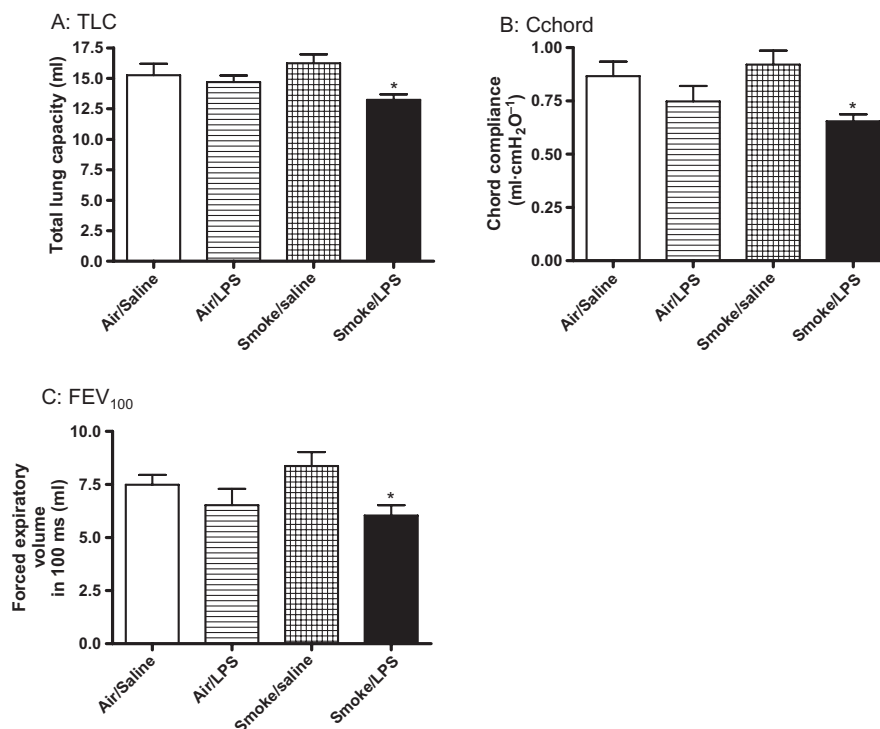 A: TLC
Total lung capacity (ml)
17.5
15.0
12.5
10.0
7.5
5.0
2.5
0.0
*
Air/Saline
Air/LPS
Smoke/saline
Smoke/LPS
B: Cchord
Chord compliance
(ml·cmH₂O⁻¹)
1.00
0.75
0.50
0.25
0.00
*
Air/Saline
Air/LPS
Smoke/saline
Smoke/LPS
C: FEV₁₀₀
Forced expiratory
volume
in 100 ms (ml)
10.0
7.5
5.0
2.5
0.0
*
Air/Saline
Air/LPS
Smoke/saline
Smoke/LPS